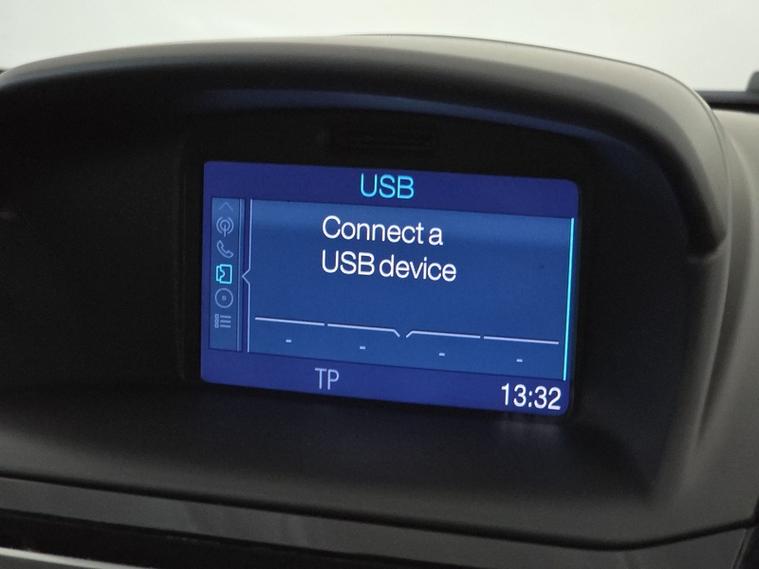 USB
Connect a
USB device
- - - -
TP
13:32